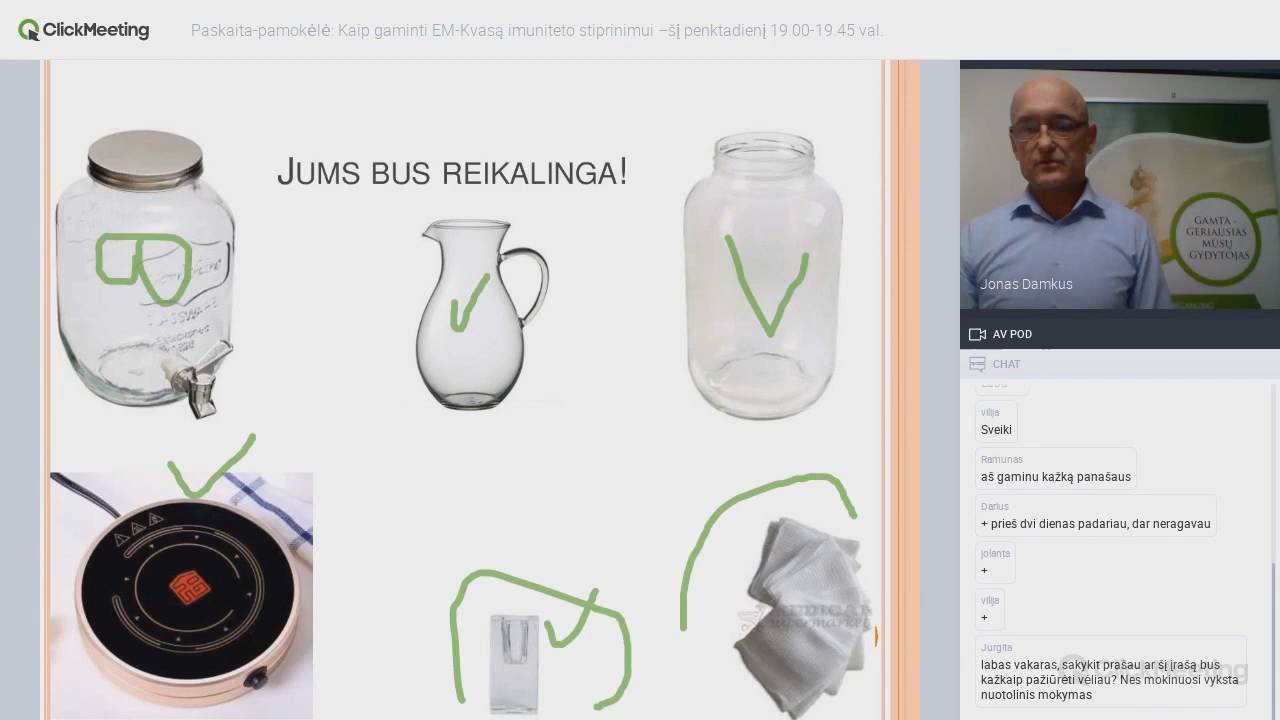 ClickMeeting
Paskaita-pamokėlė: Kaip gaminti EM-Kvasą imuniteto stiprinimui –šį penktadienį 19.00-19.45 val.
JUMS BUS REIKALINGA!
GAMTA -
GERIAUSIAS
MŪSŲ
GYDYTOJAS
Jonas Damkus
AV POD
CHAT
vilija
Sveiki
Ramunas
aš gaminu kažką panašaus
Darius
+ prieš dvi dienas padariau, dar neragavau
jolanta
+
vilija
+
Jurgita
labas vakaras, sakykit prašau ar šį įrašą bus
kažkaip pažiūrėti vėliau? Nes mokinuosi vyksta
nuotolinis mokymas
MEDICAL
supermarket